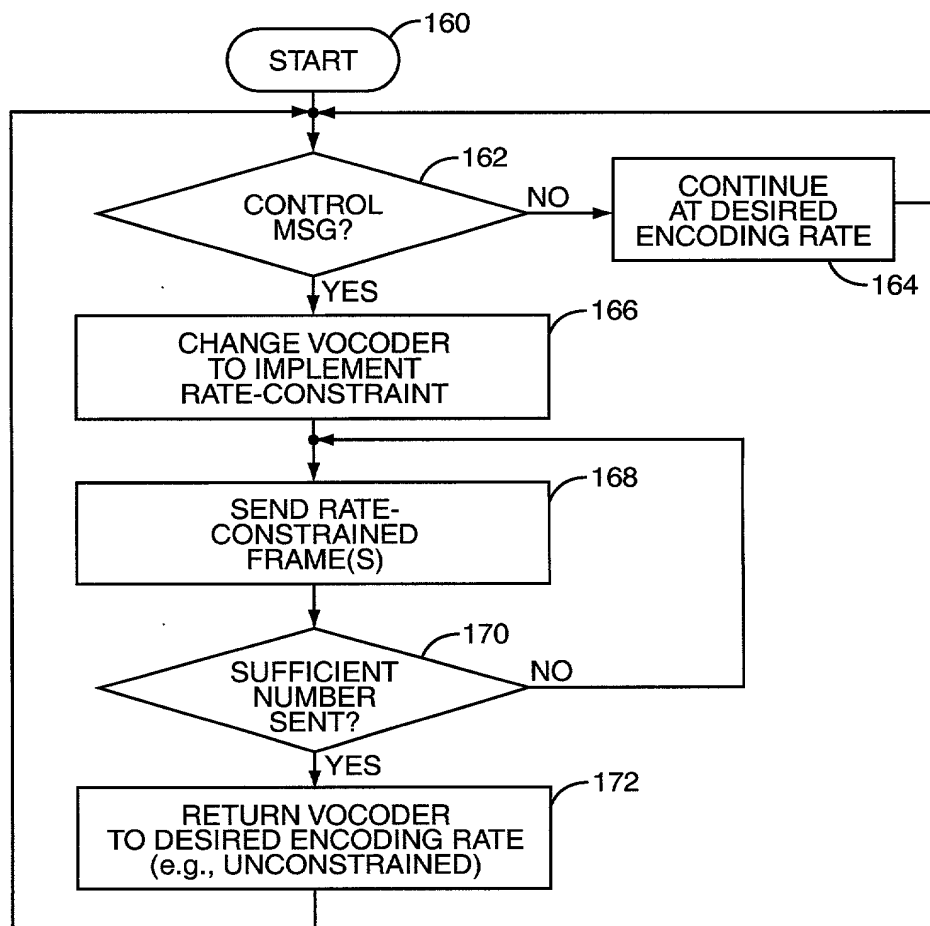 160
START
162
CONTROL
MSG?
NO
CONTINUE
AT DESIRED
ENCODING RATE
164
YES
166
CHANGE VOCODER
TO IMPLEMENT
RATE-CONSTRAINT
168
SEND RATE-
CONSTRAINED
FRAME(S)
170
SUFFICIENT
NUMBER
SENT?
NO
YES
172
RETURN VOCODER
TO DESIRED ENCODING RATE
(e.g., UNCONSTRAINED)